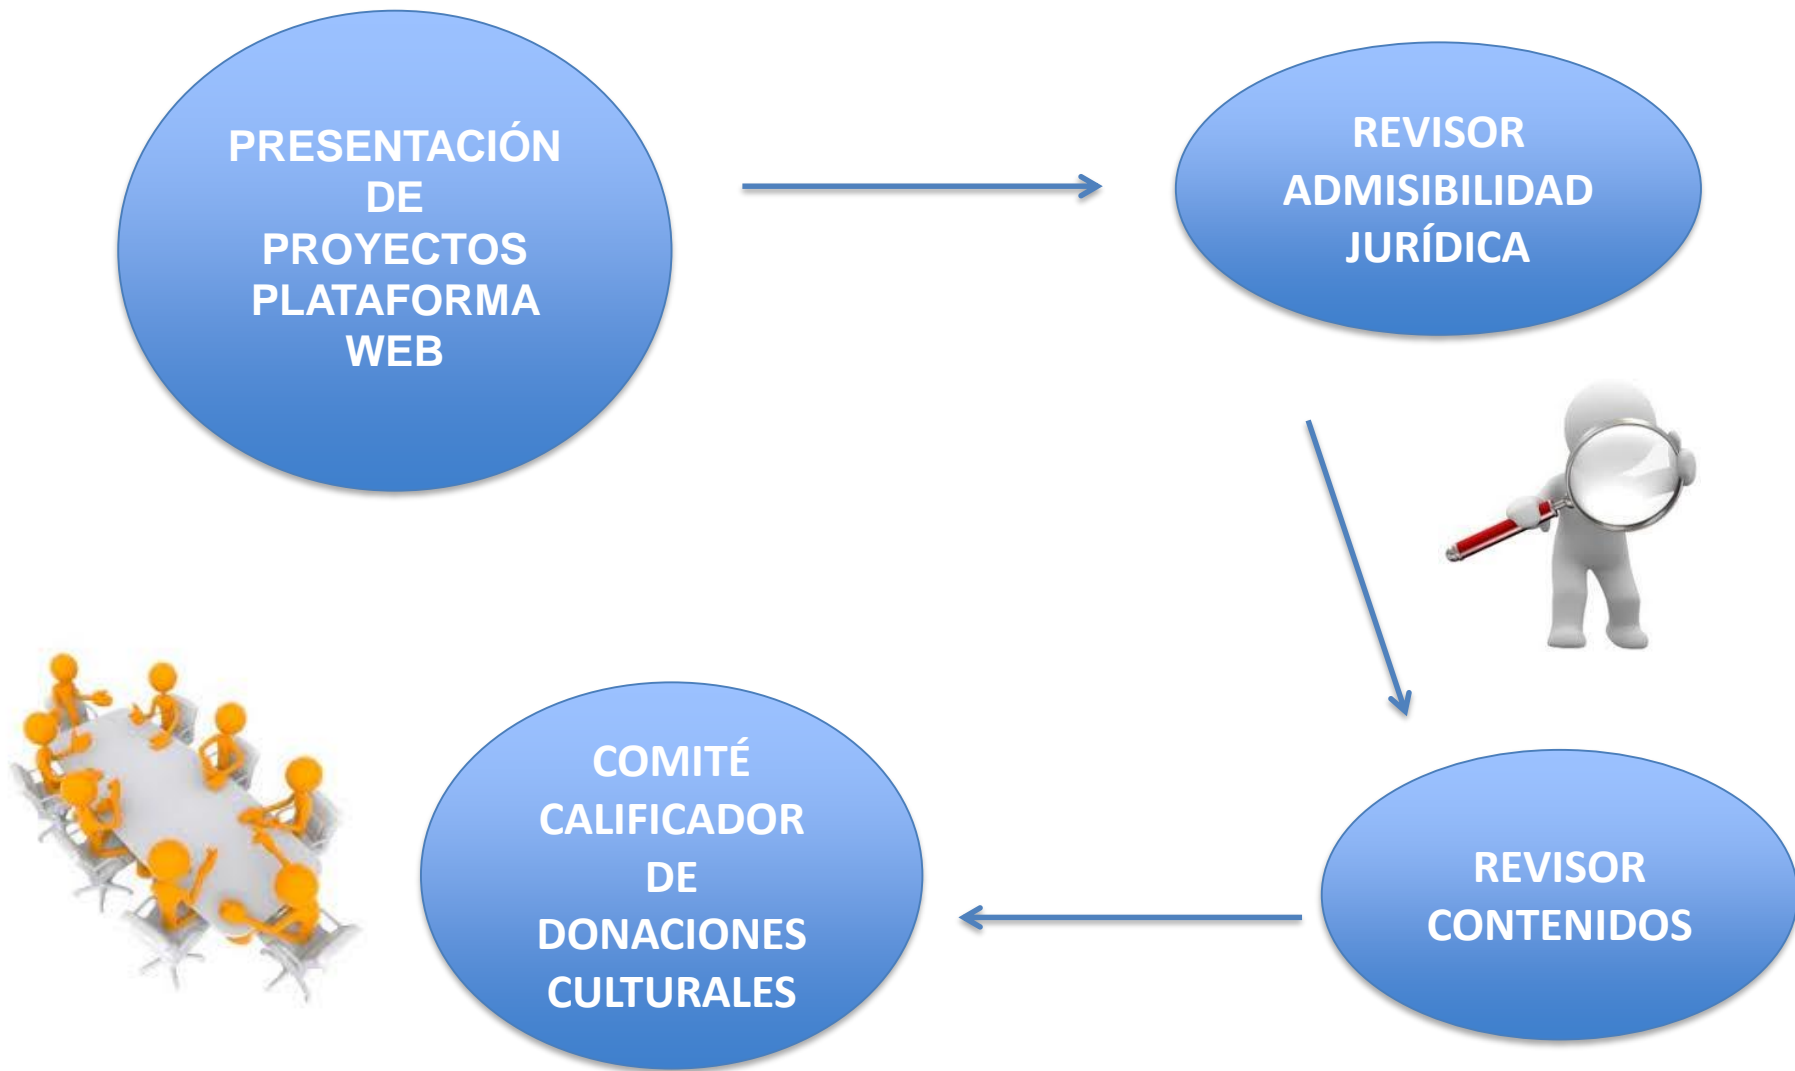 PRESENTACIÓN
DE
PROYECTOS
PLATAFORMA
WEB
REVISOR
ADMISIBILIDAD
JURÍDICA
REVISOR
CONTENIDOS
COMITÉ
CALIFICADOR
DE
DONACIONES
CULTURALES